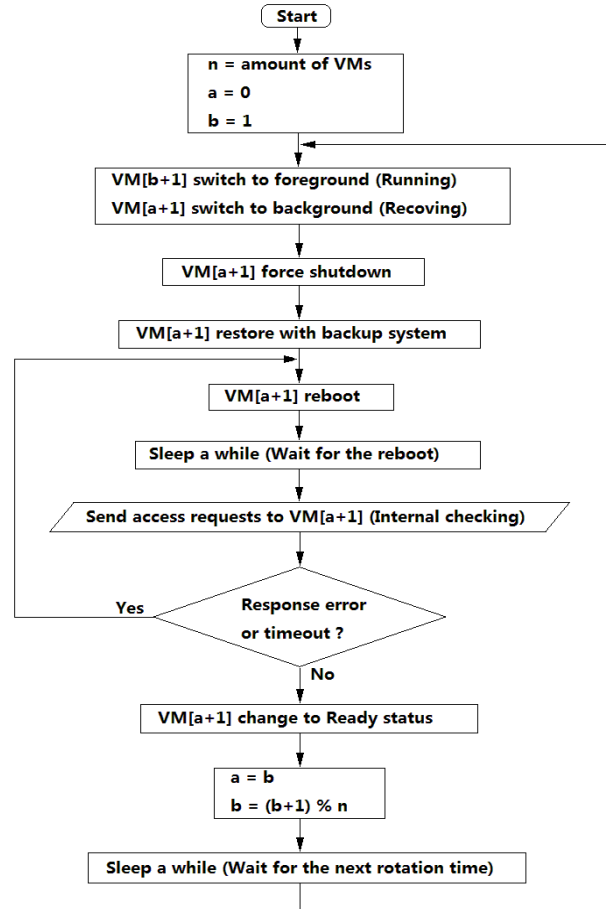 Start
n = amount of VMs
a = 0
b = 1
VM[b+1] switch to foreground (Running)
VM[a+1] switch to background (Recoving)
VM[a+1] force shutdown
VM[a+1] restore with backup system
VM[a+1] reboot
Sleep a while (Wait for the reboot)
Send access requests to VM[a+1] (Internal checking)
Yes
Response error
or timeout ?
No
VM[a+1] change to Ready status
a = b
b = (b+1) % n
Sleep a while (Wait for the next rotation time)